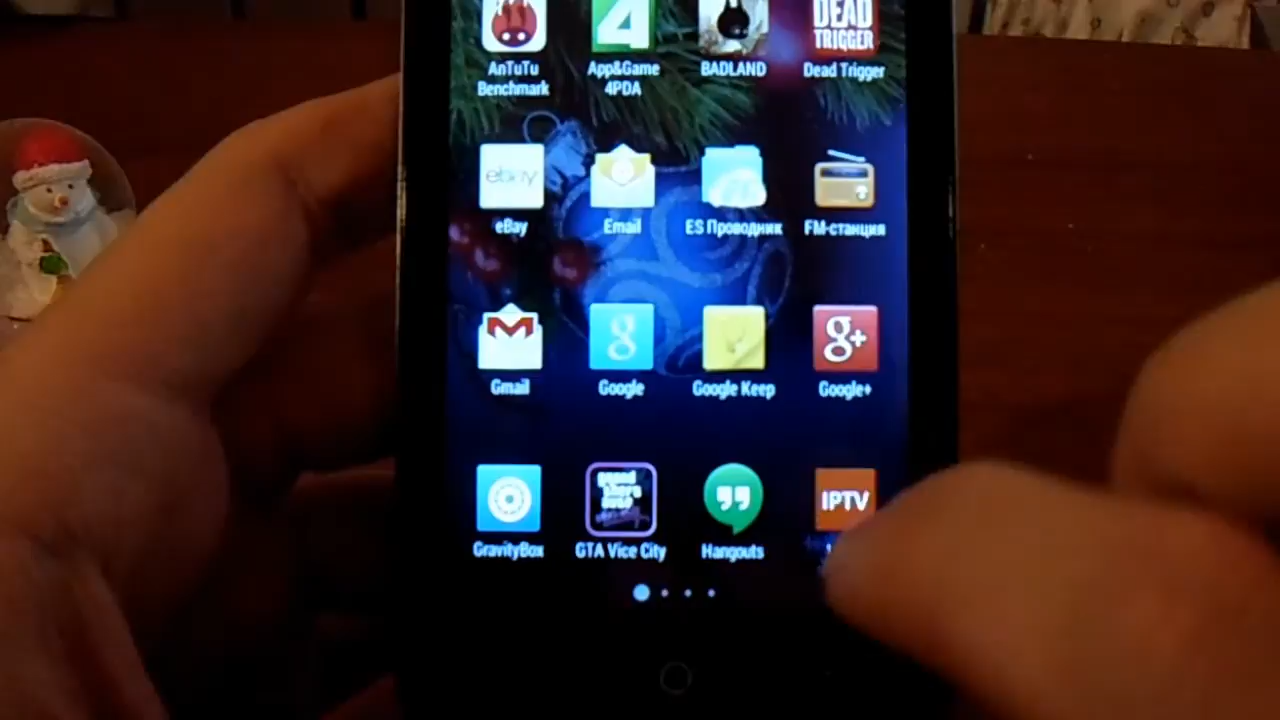 4
DEAD
TRIGGER
AnTuTu
Benchmark
App&Game
4PDA
BADLAND
Dead Trigger
ebay
eBay
Email
ES Проводник
FM-станция
g
g+
Gmail
Google
Google Keep
Google+
IPTV
GravityBox
GTA Vice City
Hangouts